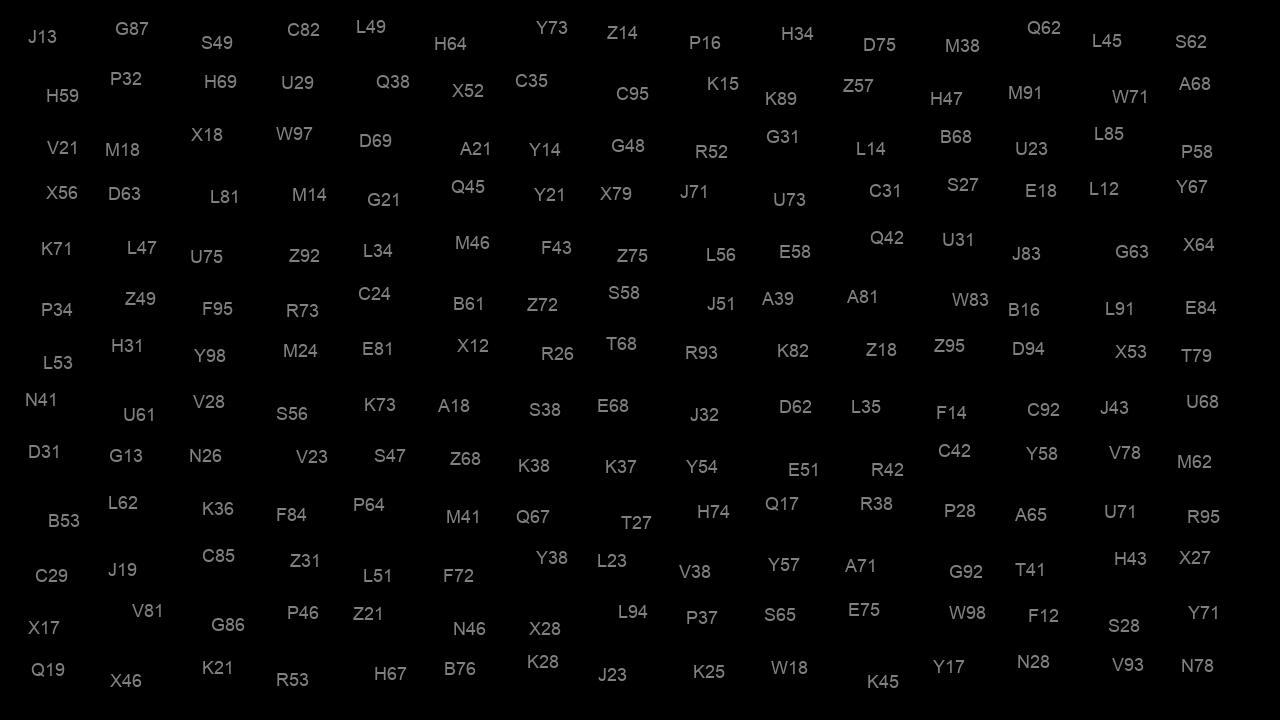 J13 G87 S49 C82 L49 H64 Y73 Z14 P16 H34 D75 M38 Q62 L45 S62
H59 P32 H69 U29 Q38 X52 C35 C95 K15 K89 Z57 H47 M91 W71 A68
V21 M18 X18 W97 D69 A21 Y14 G48 R52 G31 L14 B68 U23 L85 P58
X56 D63 L81 M14 G21 Q45 Y21 X79 J71 U73 C31 S27 E18 L12 Y67
K71 L47 U75 Z92 L34 M46 F43 Z75 L56 E58 Q42 U31 J83 G63 X64
P34 Z49 F95 R73 C24 B61 Z72 S58 J51 A39 A81 W83 B16 L91 E84
L53 H31 Y98 M24 E81 X12 R26 T68 R93 K82 Z18 Z95 D94 X53 T79
N41 U61 V28 S56 K73 A18 S38 E68 J32 D62 L35 F14 C92 J43 U68
D31 G13 N26 V23 S47 Z68 K38 K37 Y54 E51 R42 C42 Y58 V78 M62
B53 L62 K36 F84 P64 M41 Q67 T27 H74 Q17 R38 P28 A65 U71 R95
C29 J19 C85 Z31 L51 F72 Y38 L23 V38 Y57 A71 G92 T41 H43 X27
X17 V81 G86 P46 Z21 N46 X28 L94 P37 S65 E75 W98 F12 S28 Y71
Q19 X46 K21 R53 H67 B76 K28 J23 K25 W18 K45 Y17 N28 V93 N78